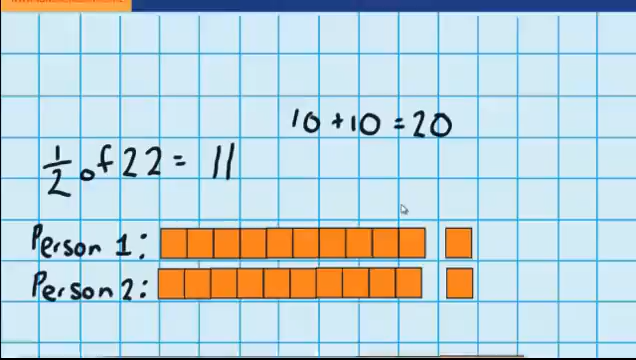 10 + 10 = 20
1/2 of 22 = 11
Person 1:
Person 2: